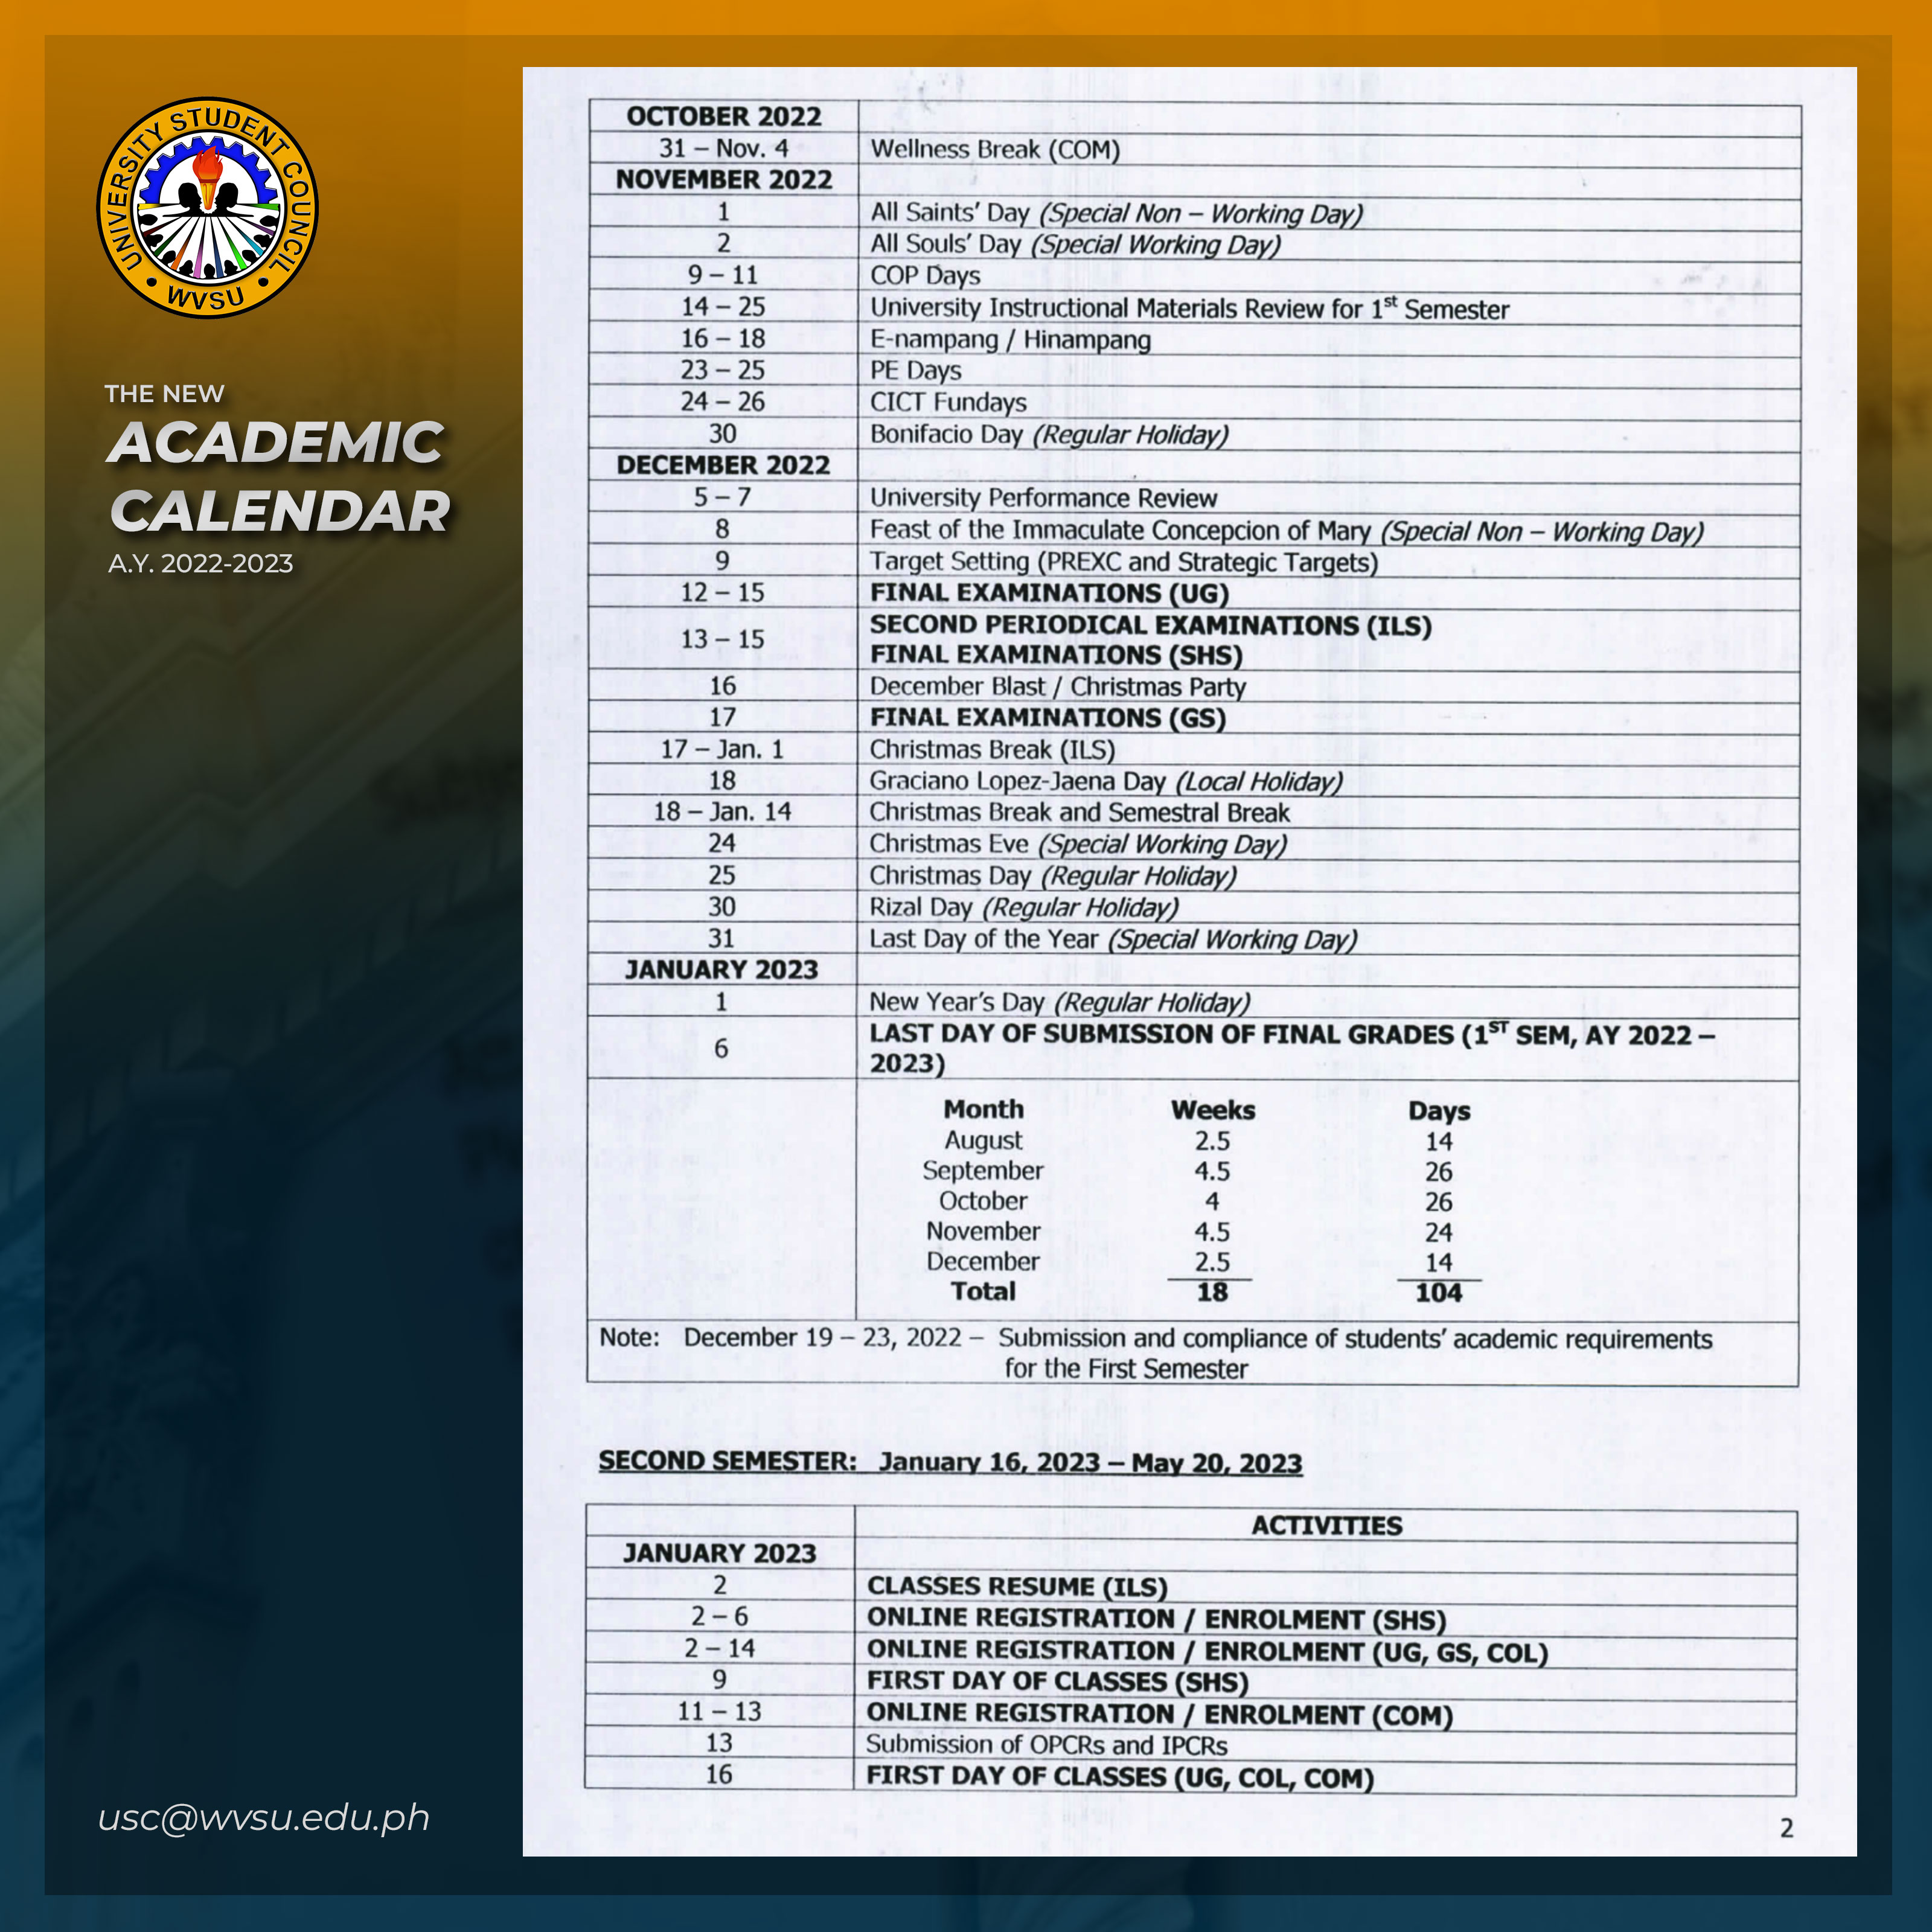 UNIVERSITY STUDENT COUNCIL
• WVSU •
THE NEW
ACADEMIC
CALENDAR
A.Y. 2022-2023
usc@wvsu.edu.ph
OCTOBER 2022
31 – Nov. 4 Wellness Break (COM)
NOVEMBER 2022
1 All Saints’ Day (Special Non – Working Day)
2 All Souls’ Day (Special Working Day)
9 – 11 COP Days
14 – 25 University Instructional Materials Review for 1st Semester
16 – 18 E-nampang / Hinampang
23 – 25 PE Days
24 – 26 CICT Fundays
30 Bonifacio Day (Regular Holiday)
DECEMBER 2022
5 – 7 University Performance Review
8 Feast of the Immaculate Concepcion of Mary (Special Non – Working Day)
9 Target Setting (PREXC and Strategic Targets)
12 – 15 FINAL EXAMINATIONS (UG)
13 – 15 SECOND PERIODICAL EXAMINATIONS (ILS)
FINAL EXAMINATIONS (SHS)
16 December Blast / Christmas Party
17 FINAL EXAMINATIONS (GS)
17 – Jan. 1 Christmas Break (ILS)
18 Graciano Lopez-Jaena Day (Local Holiday)
18 – Jan. 14 Christmas Break and Semestral Break
24 Christmas Eve (Special Working Day)
25 Christmas Day (Regular Holiday)
30 Rizal Day (Regular Holiday)
31 Last Day of the Year (Special Working Day)
JANUARY 2023
1 New Year’s Day (Regular Holiday)
6 LAST DAY OF SUBMISSION OF FINAL GRADES (1ST SEM, AY 2022 –
2023)
Month Weeks Days
August 2.5 14
September 4.5 26
October 4 26
November 4.5 24
December 2.5 14
Total 18 104
Note: December 19 – 23, 2022 – Submission and compliance of students’ academic requirements
for the First Semester
SECOND SEMESTER: January 16, 2023 – May 20, 2023
ACTIVITIES
JANUARY 2023
2 CLASSES RESUME (ILS)
2 – 6 ONLINE REGISTRATION / ENROLMENT (SHS)
2 – 14 ONLINE REGISTRATION / ENROLMENT (UG, GS, COL)
9 FIRST DAY OF CLASSES (SHS)
11 – 13 ONLINE REGISTRATION / ENROLMENT (COM)
13 Submission of OPCRs and IPCRs
16 FIRST DAY OF CLASSES (UG, COL, COM)
2